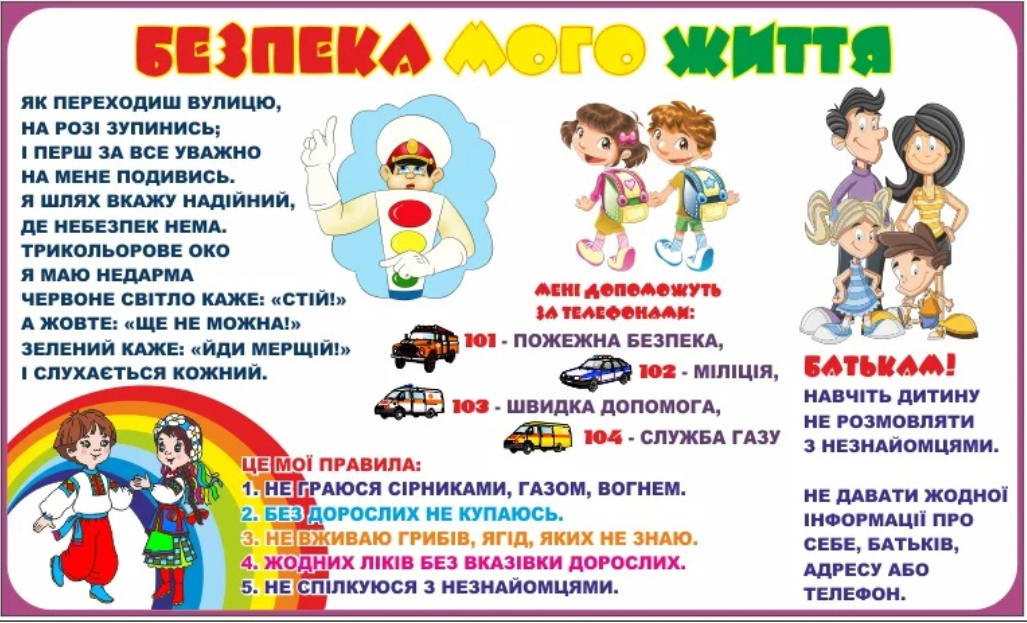 БЕЗПЕКА МОГО ЖИТТЯ
ЯК ПЕРЕХОДИШ ВУЛИЦЮ,
НА РОЗІ ЗУПИНИСЬ;
І ПЕРШ ЗА ВСЕ УВАЖНО
НА МЕНЕ ПОДИВИСЬ.
Я ШЛЯХ ВКАЖУ НАДІЙНИЙ,
ДЕ НЕБЕЗПЕК НЕМА.
ТРИКОЛЬОРОВЕ ОКО
Я МАЮ НЕДАРМА
ЧЕРВОНЕ СВІТЛО КАЖЕ: «СТІЙ!»
А ЖОВТЕ: «ЩЕ НЕ МОЖНА!»
ЗЕЛЕНИЙ КАЖЕ: «ЙДИ МЕРЩІЙ!»
І СЛУХАЄТЬСЯ КОЖНИЙ.
МЕНІ ДОПОМОЖУТЬ
ЗА ТЕЛЕФОНАМИ:
101 - ПОЖЕЖНА БЕЗПЕКА,
102 - МІЛІЦІЯ,
103 - ШВИДКА ДОПОМОГА,
104 - СЛУЖБА ГАЗУ
ЦЕ МОЇ ПРАВИЛА:
1. НЕ ГРАЮСЯ СІРНИКАМИ, ГАЗОМ, ВОГНЕМ.
2. БЕЗ ДОРОСЛИХ НЕ КУПАЮСЬ.
3. НЕ ВЖИВАЮ ГРИБІВ, ЯГІД, ЯКИХ НЕ ЗНАЮ.
4. ЖОДНИХ ЛІКІВ БЕЗ ВКАЗІВКИ ДОРОСЛИХ.
5. НЕ СПІЛКУЮСЯ З НЕЗНАЙОМЦЯМИ.
БАТЬКАМ!
НАВЧІТЬ ДИТИНУ
НЕ РОЗМОВЛЯТИ
З НЕЗНАЙОМЦЯМИ.
НЕ ДАВАТИ ЖОДНОЇ
ІНФОРМАЦІЇ ПРО
СЕБЕ, БАТЬКІВ,
АДРЕСУ АБО
ТЕЛЕФОН.